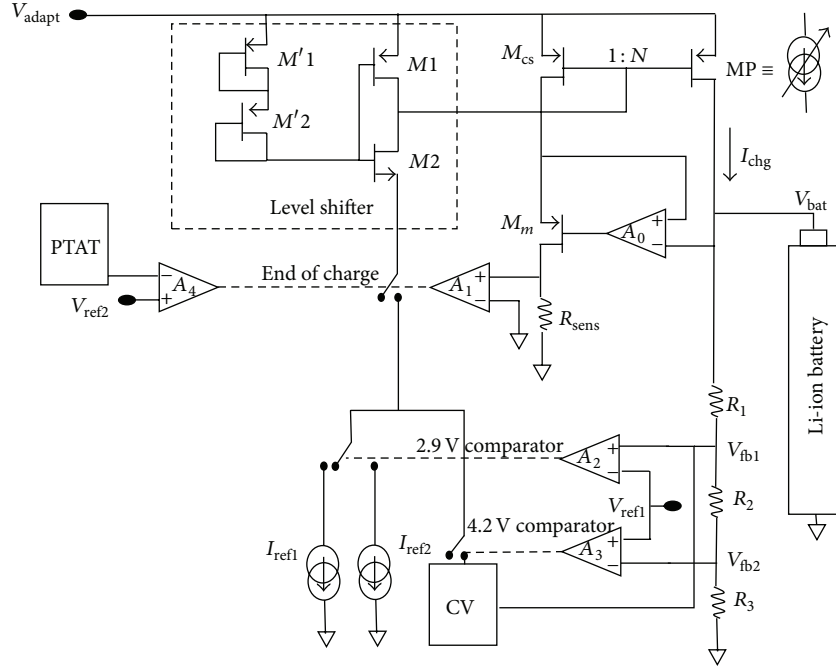 V_adapt
M′1
M1
M_cs
1 : N
MP ≡
M′2
M2
I_chg
Level shifter
M_m
+
A_0
−
V_bat
PTAT
End of charge
−
A_4
+
A_1
+
−
V_ref2
R_sens
Li-ion battery
R_1
2.9 V comparator
A_2
+
−
V_fb1
V_ref1
R_2
4.2 V comparator
I_ref1
I_ref2
A_3
+
−
V_fb2
CV
R_3